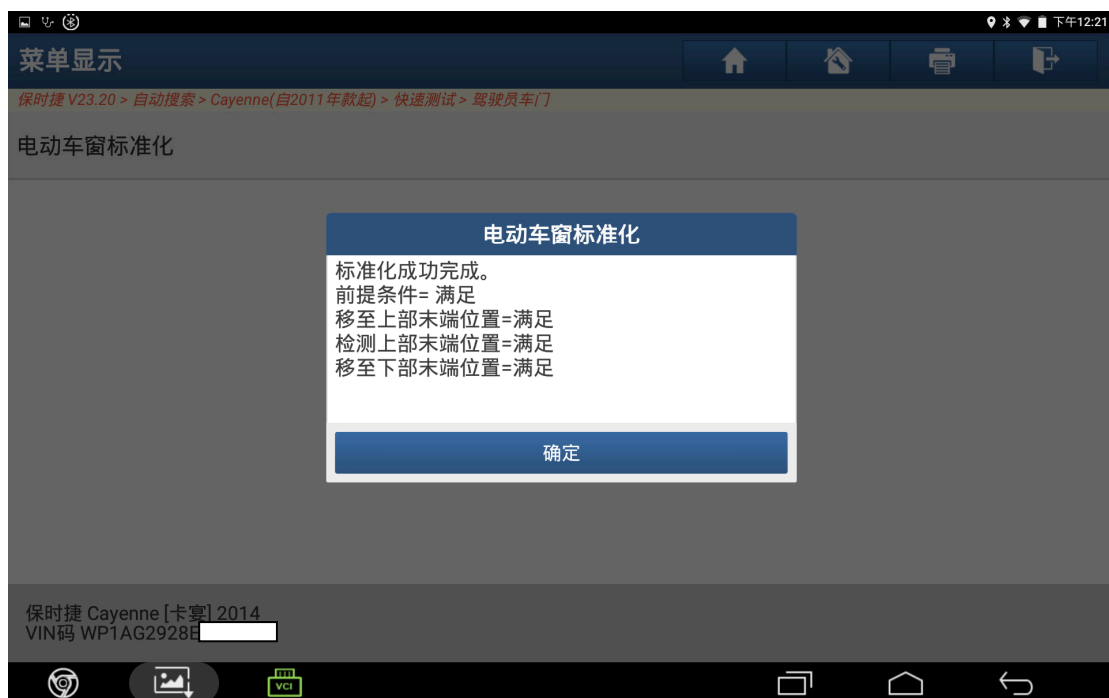 下午12:21
菜单显示
保时捷 V23.20 > 自动搜索 > Cayenne(自2011年款起) > 快速测试 > 驾驶员车门
电动车窗标准化
电动车窗标准化
标准化成功完成。
前提条件= 满足
移至上部末端位置=满足
检测上部末端位置=满足
移至下部末端位置=满足
确定
保时捷 Cayenne [卡宴] 2014
VIN码 WP1AG2928E
VCI